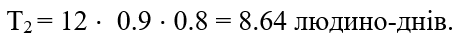 T₂ = 12 · 0.9 · 0.8 = 8.64 людино-днів.